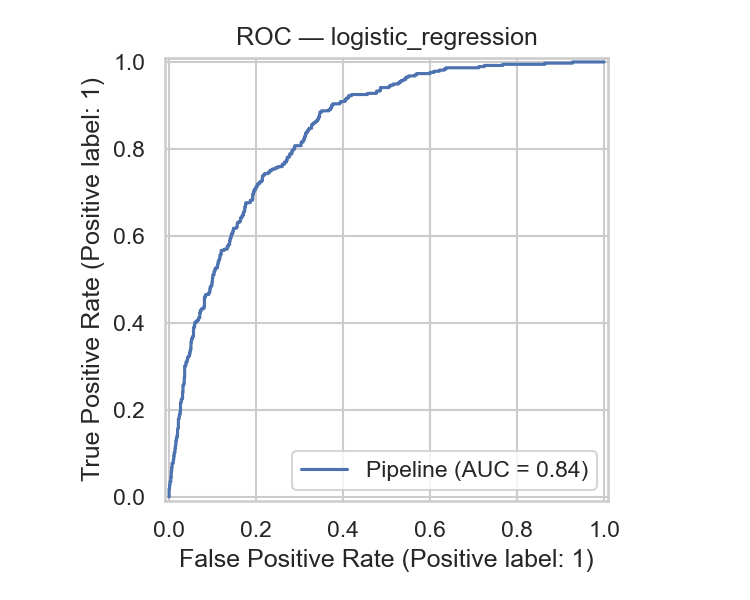 ROC — logistic_regression
True Positive Rate (Positive label: 1)
1.0
0.8
0.6
0.4
0.2
0.0
Pipeline (AUC = 0.84)
0.0 0.2 0.4 0.6 0.8 1.0
False Positive Rate (Positive label: 1)